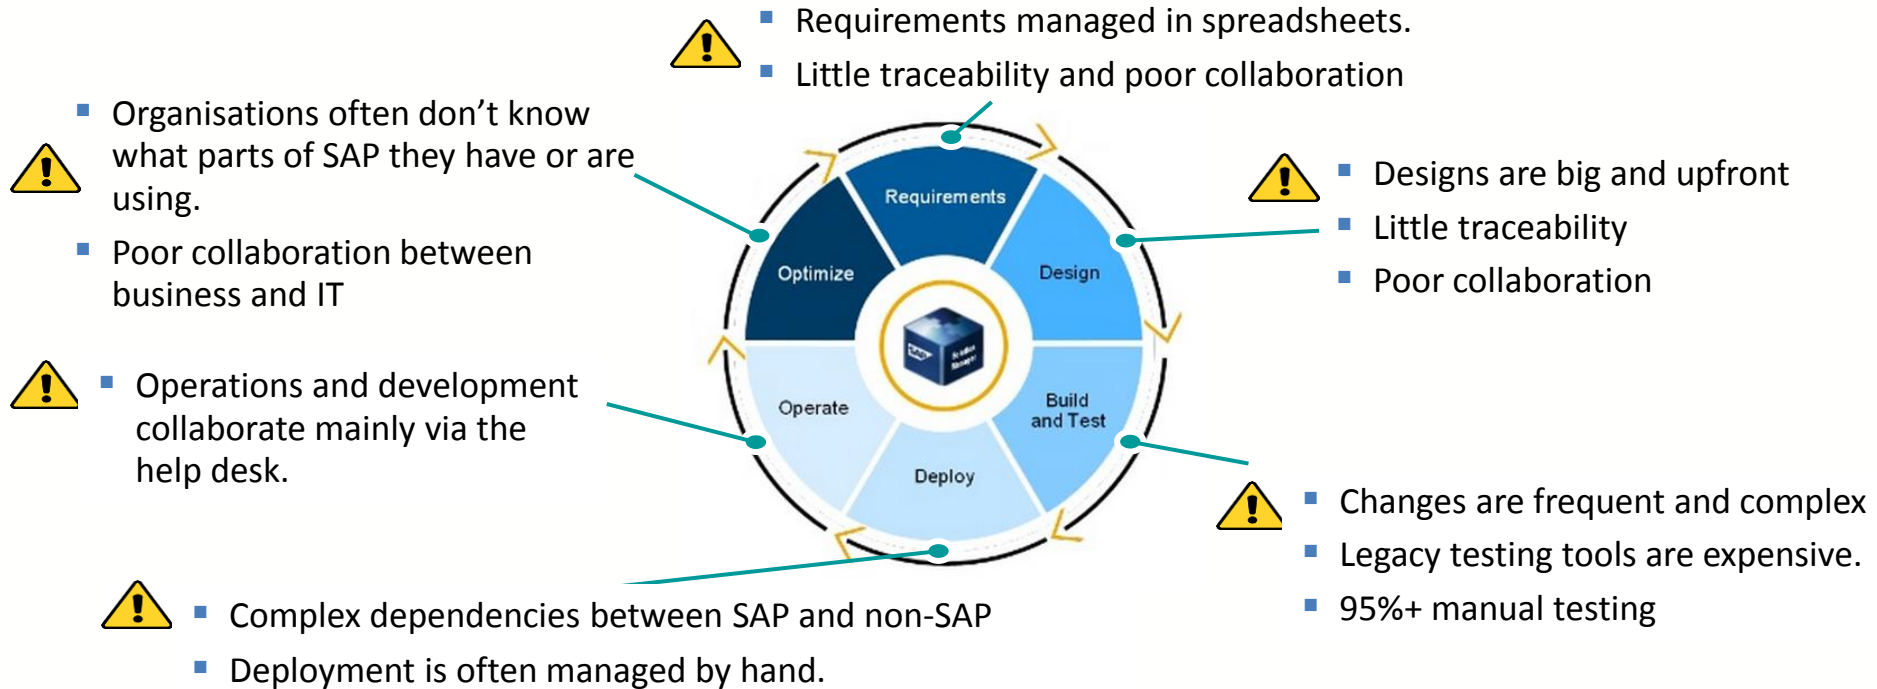 Requirements managed in spreadsheets.
Little traceability and poor collaboration
Organisations often don’t know
what parts of SAP they have or are
using.
Poor collaboration between
business and IT
Designs are big and upfront
Little traceability
Poor collaboration
Requirements
Optimize
Design
SAP
Solution
Manager
Operate
Build
and Test
Deploy
Operations and development
collaborate mainly via the
help desk.
Changes are frequent and complex
Legacy testing tools are expensive.
95%+ manual testing
Complex dependencies between SAP and non-SAP
Deployment is often managed by hand.